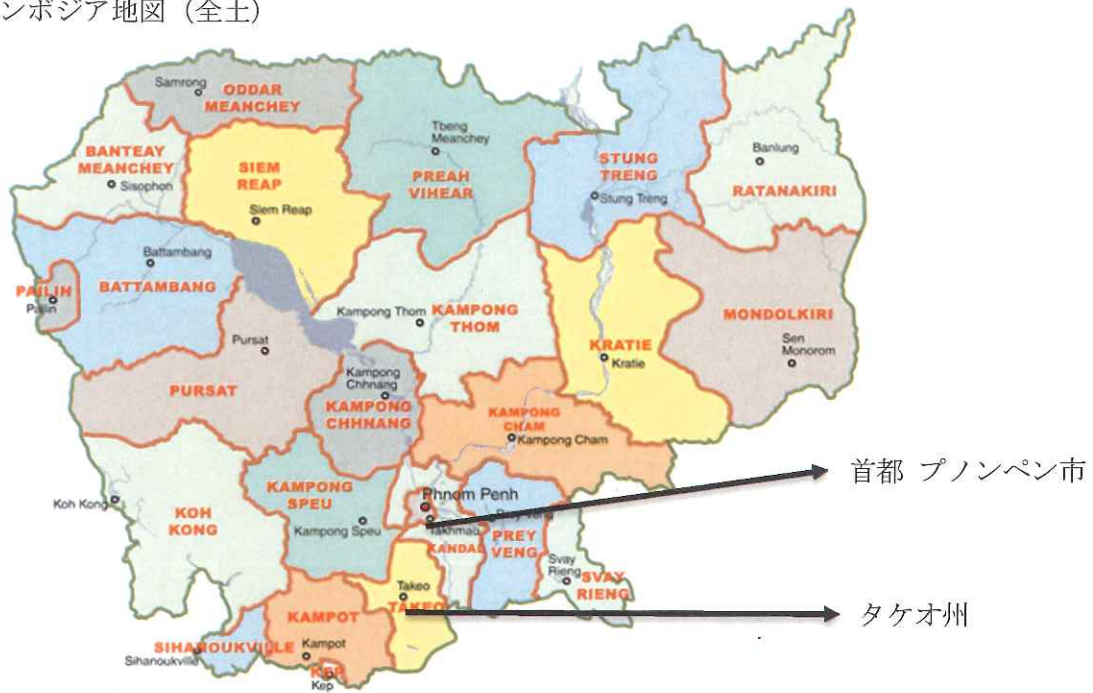 ンボジア地図（全土）
Samrong
ODDAR
MEANCHEY
BANTEAY
MEANCHEY
Sisophon
SIEM
REAP
Siem Reap
Tbeng
Meanchey
PREAH
VIHEAR
STUNG
TRENG
Stung Treng
Banlung
RATANAKIRI
Battambang
BATTAMBANG
PAILIN
Pailin
Kampong Thom
KAMPONG
THOM
MONDOLKIRI
Sen
Monorom
KRATIE
Kratie
Pursat
PURSAT
Kampong
Chhnang
KAMPONG
CHHNANG
KAMPONG
CHAM
Kampong Cham
首都 プノンペン市
Koh Kong
KOH
KONG
KAMPONG
SPEU
Kampong Speu
Phnom Penh
Takhmau
KANDAL
Prey Veng
PREY
VENG
Svay
Rieng
SVAY
RIENG
Takeo
TAKEO
タケオ州
KAMPOT
Kampot
SIHANOUKVILLE
Sihanoukville
KEP
Kep